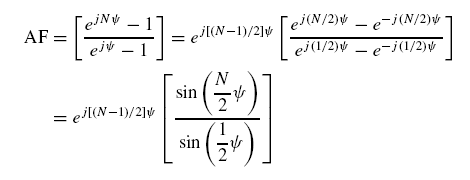 AF = [ (e^{jNψ} − 1) / (e^{jψ} − 1) ] = e^{j[(N−1)/2]ψ} [ (e^{j(N/2)ψ} − e^{−j(N/2)ψ}) / (e^{j(1/2)ψ} − e^{−j(1/2)ψ}) ]
= e^{j[(N−1)/2]ψ} [ sin(N/2 ψ) / sin(1/2 ψ) ]